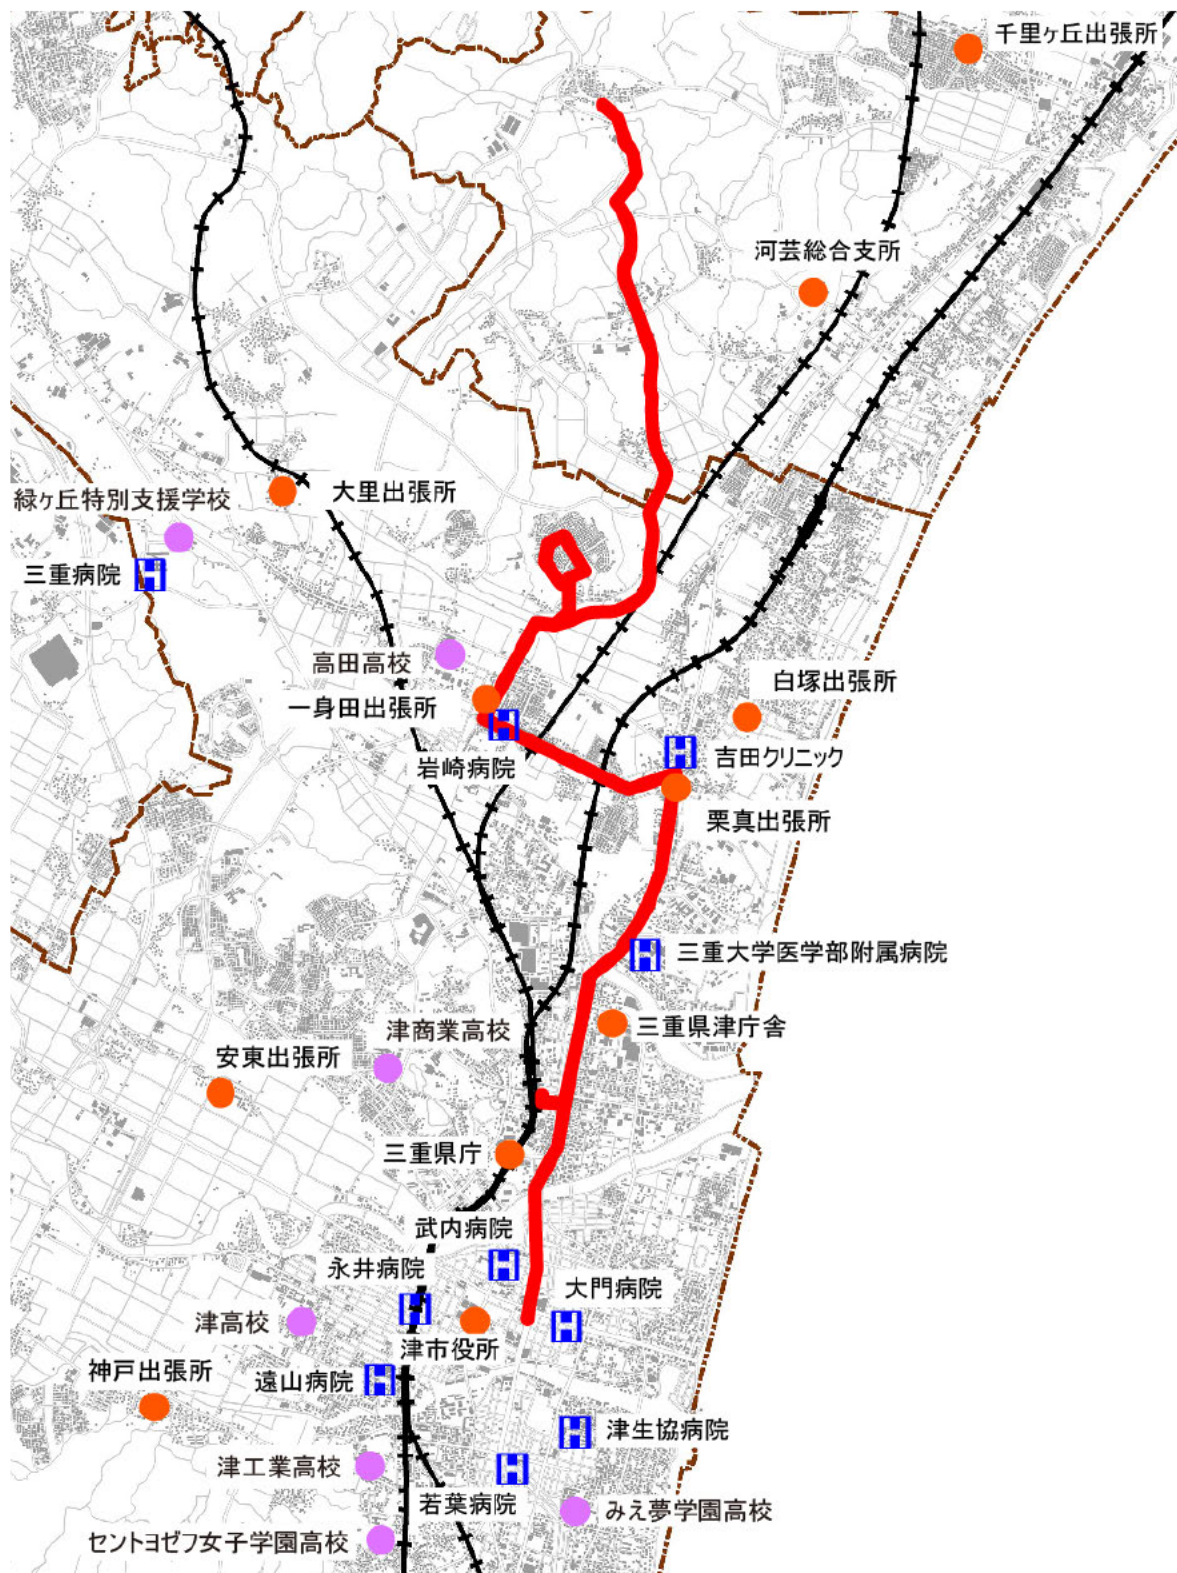 千里ヶ丘出張所
河芸総合支所
大里出張所
緑ヶ丘特別支援学校
三重病院
高田高校
白塚出張所
一身田出張所
吉田クリニック
岩崎病院
栗真出張所
三重大学医学部附属病院
三重県津庁舎
津商業高校
安東出張所
三重県庁
武内病院
永井病院
大門病院
津高校
津市役所
神戸出張所
遠山病院
津生協病院
津工業高校
若葉病院
みえ夢学園高校
セントヨゼフ女子学園高校